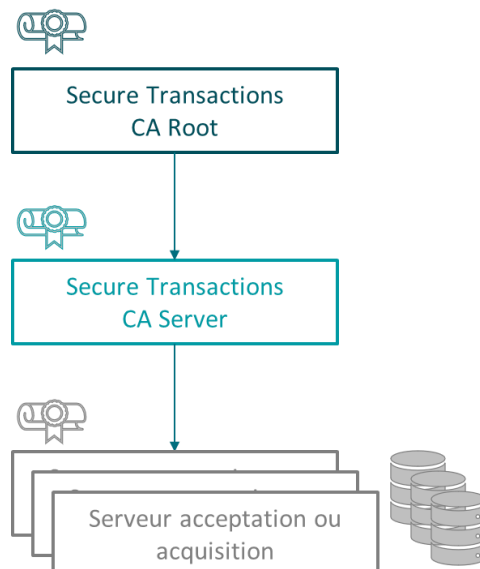 Secure Transactions
CA Root
Secure Transactions
CA Server
Serveur acceptation ou
acquisition